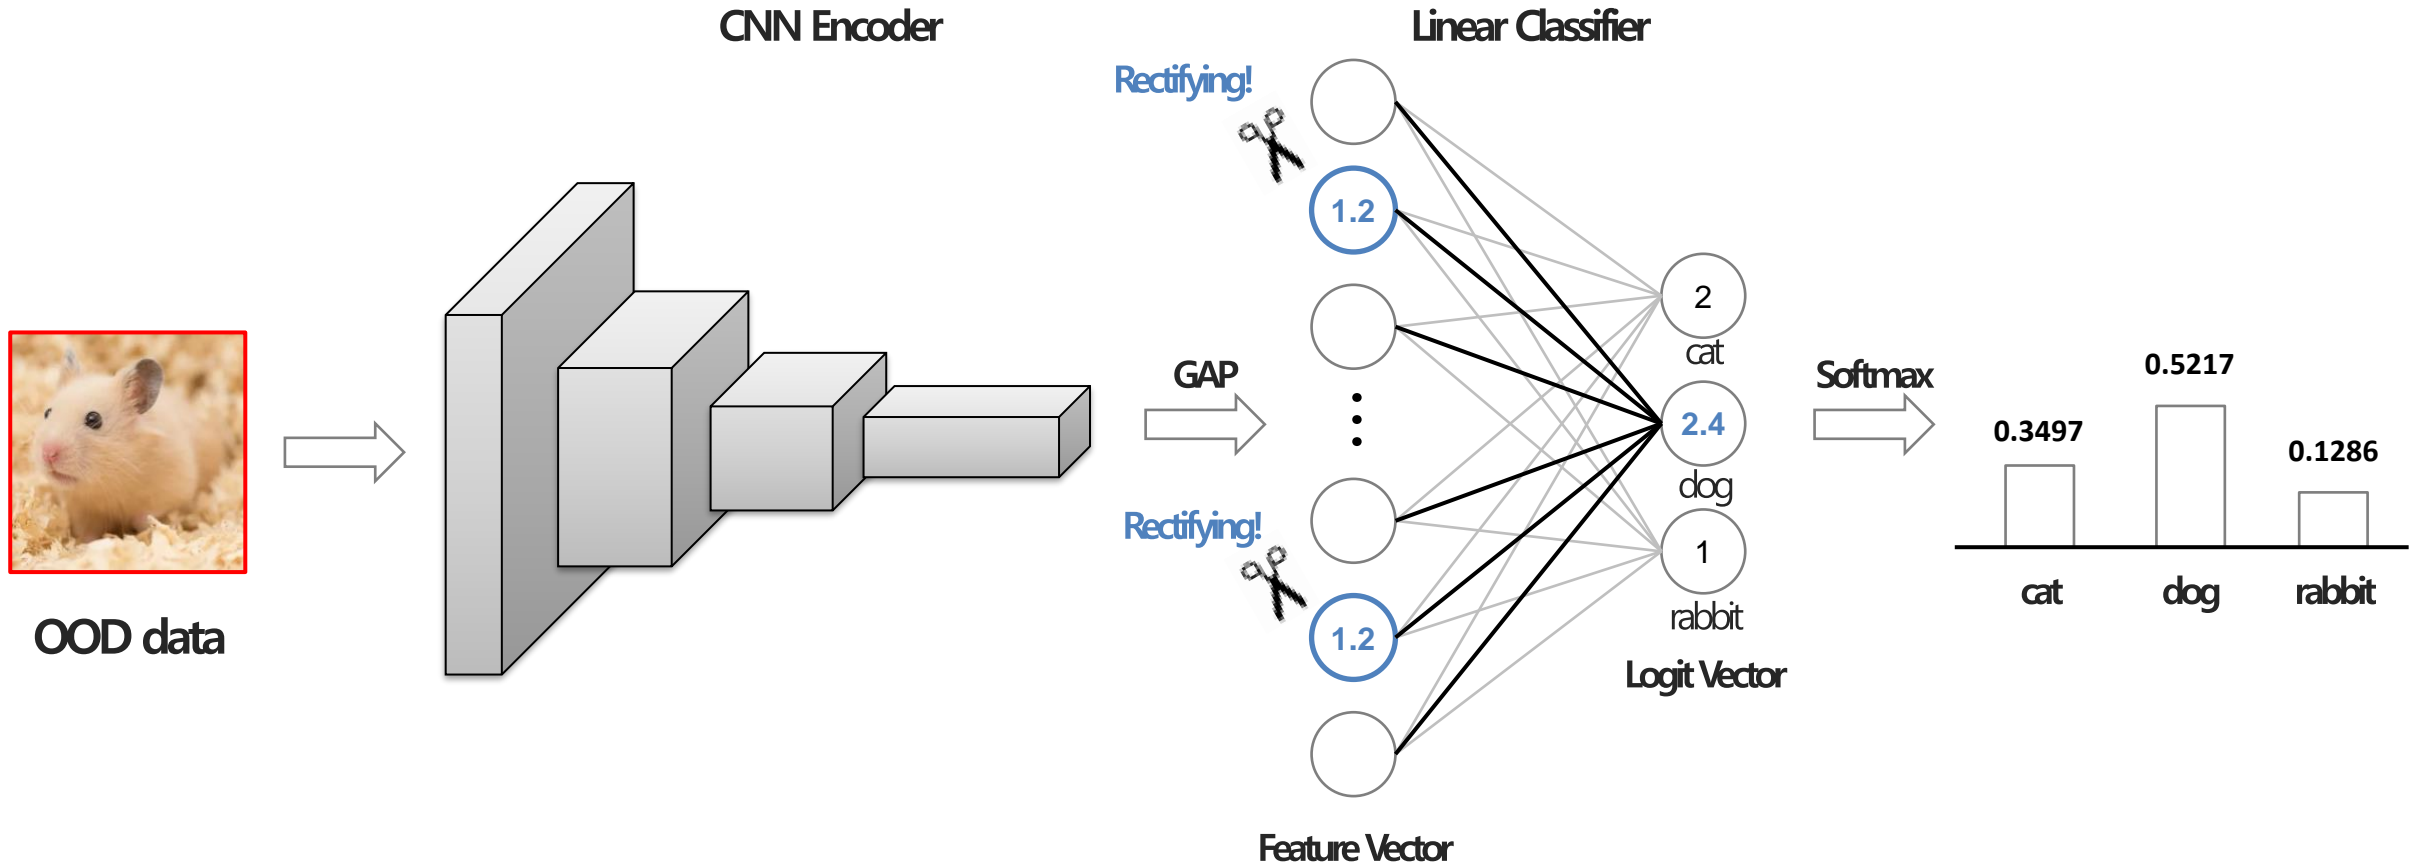 CNN Encoder
Linear Classifier
Rectifying!
1.2
2
cat
GAP
2.4
dog
Softmax
0.3497
0.5217
0.1286
Rectifying!
1
rabbit
1.2
cat
dog
rabbit
OOD data
Logit Vector
Feature Vector